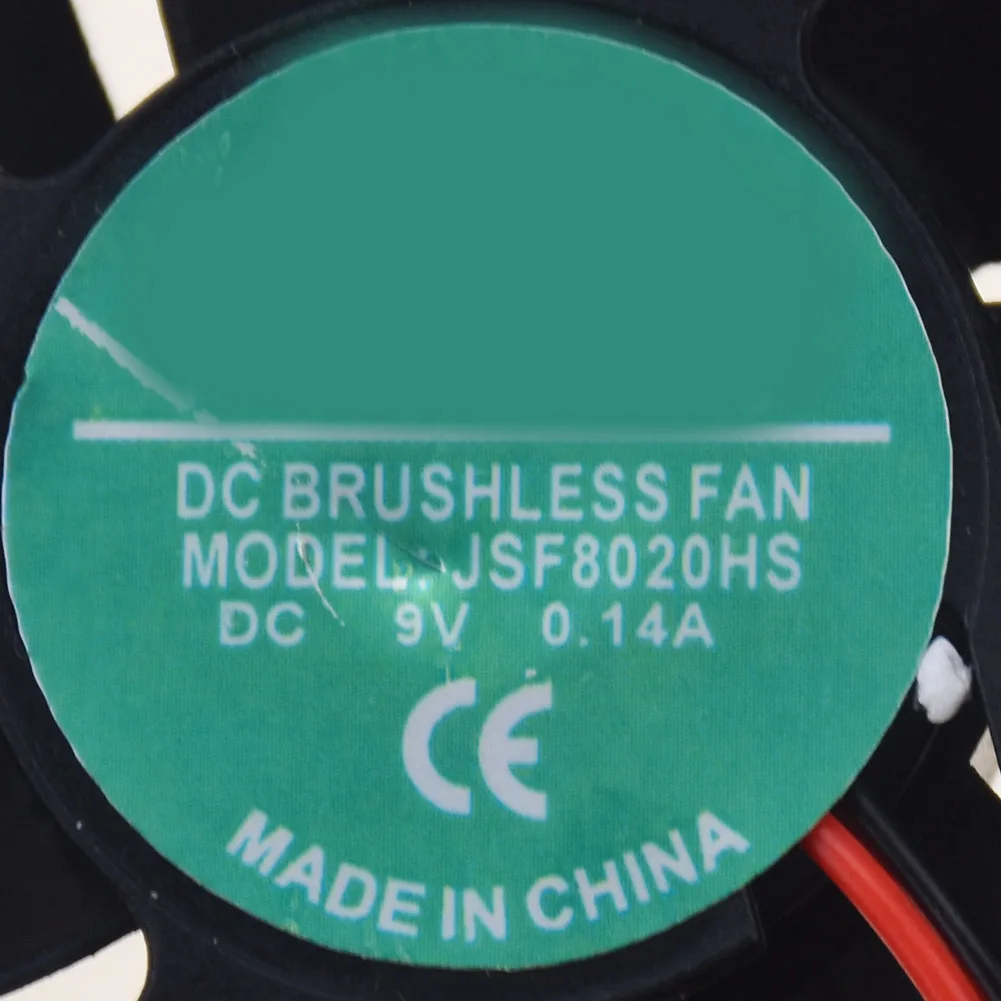 DC BRUSHLESS FAN
MODEL: JSF8020HS
DC 9V 0.14A
CE
MADE IN CHINA